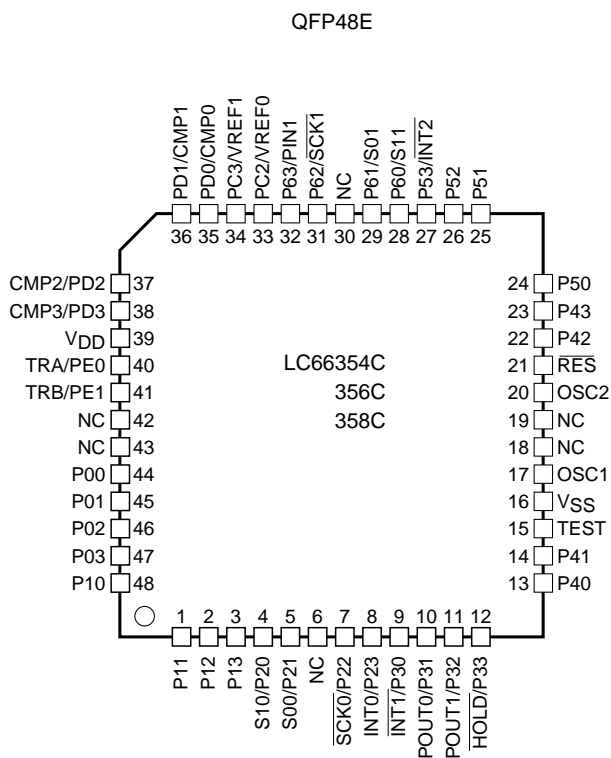 QFP48E
PD1/CMP1
PD0/CMP0
PC3/VREF1
PC2/VREF0
P63/PIN1
P62/SCK1
NC
P61/S01
P60/S11
P53/INT2
P52
P51
36 35 34 33 32 31 30 29 28 27 26 25
CMP2/PD2 37
CMP3/PD3 38
VDD 39
TRA/PE0 40
TRB/PE1 41
NC 42
NC 43
P00 44
P01 45
P02 46
P03 47
P10 48
LC66354C
356C
358C
24 P50
23 P43
22 P42
21 RES
20 OSC2
19 NC
18 NC
17 OSC1
16 VSS
15 TEST
14 P41
13 P40
1 2 3 4 5 6 7 8 9 10 11 12
P11
P12
P13
S10/P20
S00/P21
NC
SCK0/P22
INT0/P23
INT1/P30
POUT0/P31
POUT1/P32
HOLD/P33